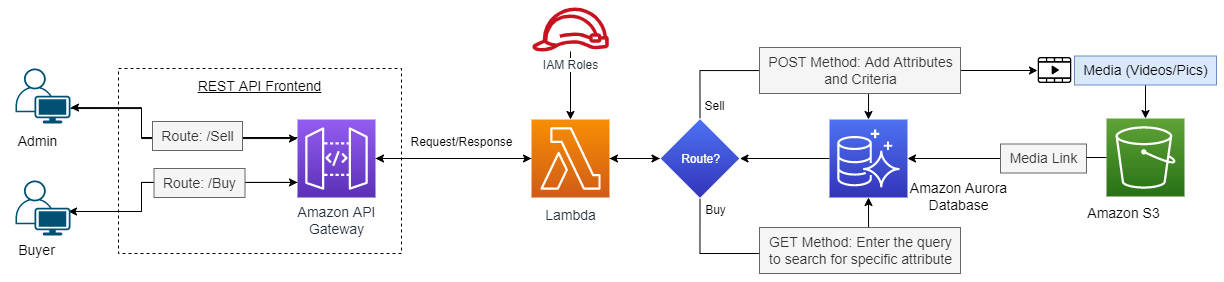 REST API Frontend
Admin
Route: /Sell
Route: /Buy
Buyer
Amazon API
Gateway
Request/Response
IAM Roles
Lambda
Route?
Sell
Buy
POST Method: Add Attributes
and Criteria
Media (Videos/Pics)
Amazon Aurora
Database
Media Link
Amazon S3
GET Method: Enter the query
to search for specific attribute